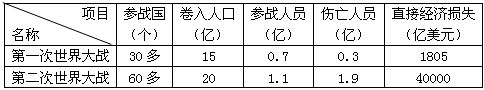 项目 参战国 卷入人口 参战人员 伤亡人员 直接经济损失
名称 (个) (亿) (亿) (亿) (亿美元)
第一次世界大战 30多 15 0.7 0.3 1805
第二次世界大战 60多 20 1.1 1.9 40000